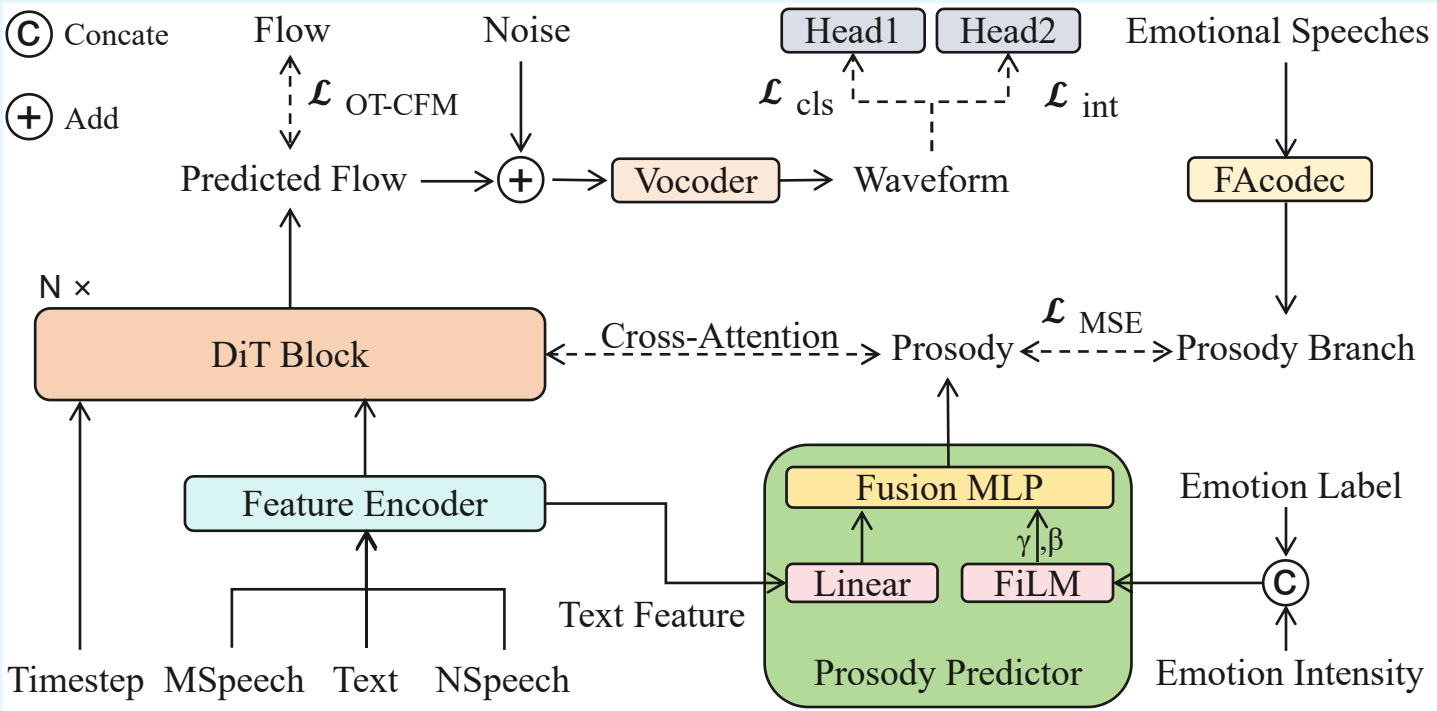 C Concate
Flow
Noise
Head1
Head2
Emotional Speeches
ℒ OT-CFM
ℒ cls
ℒ int
+ Add
Predicted Flow
+
Vocoder
Waveform
FAcodec
N ×
DiT Block
Cross-Attention
Prosody
ℒ MSE
Prosody Branch
Feature Encoder
Fusion MLP
Emotion Label
γ ,β
Linear
FiLM
C
Text Feature
Timestep
MSpeech
Text
NSpeech
Prosody Predictor
Emotion Intensity